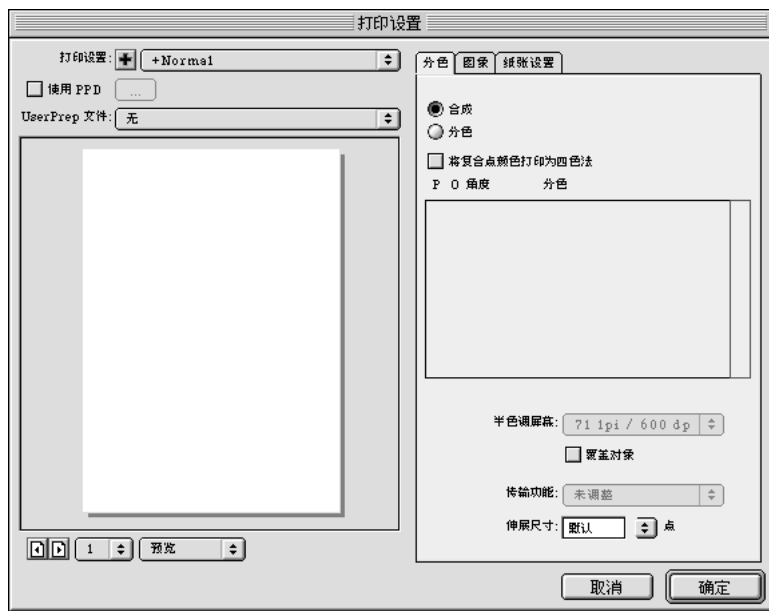 打印设置
打印设置: +Normal
使用 PPD ...
UserPrep 文件: 无
1 预览
分色 图象 纸张设置
合成
分色
将复合点颜色打印为四色法
P O 角度 分色
半色调屏幕: 71 lpi / 600 dp
覆盖对象
传输功能: 未调整
伸展尺寸: 默认 点
取消 确定